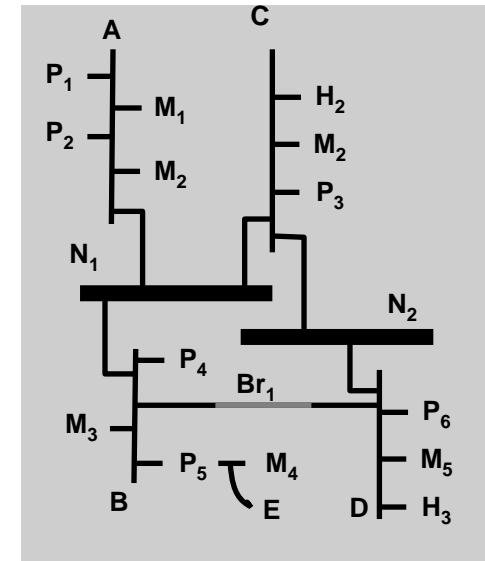 A C
P1 H2
M1
P2 M2
M2 P3
N1
N2
P4
Br1
P6
M3
P5 M4 M5
B E D H3